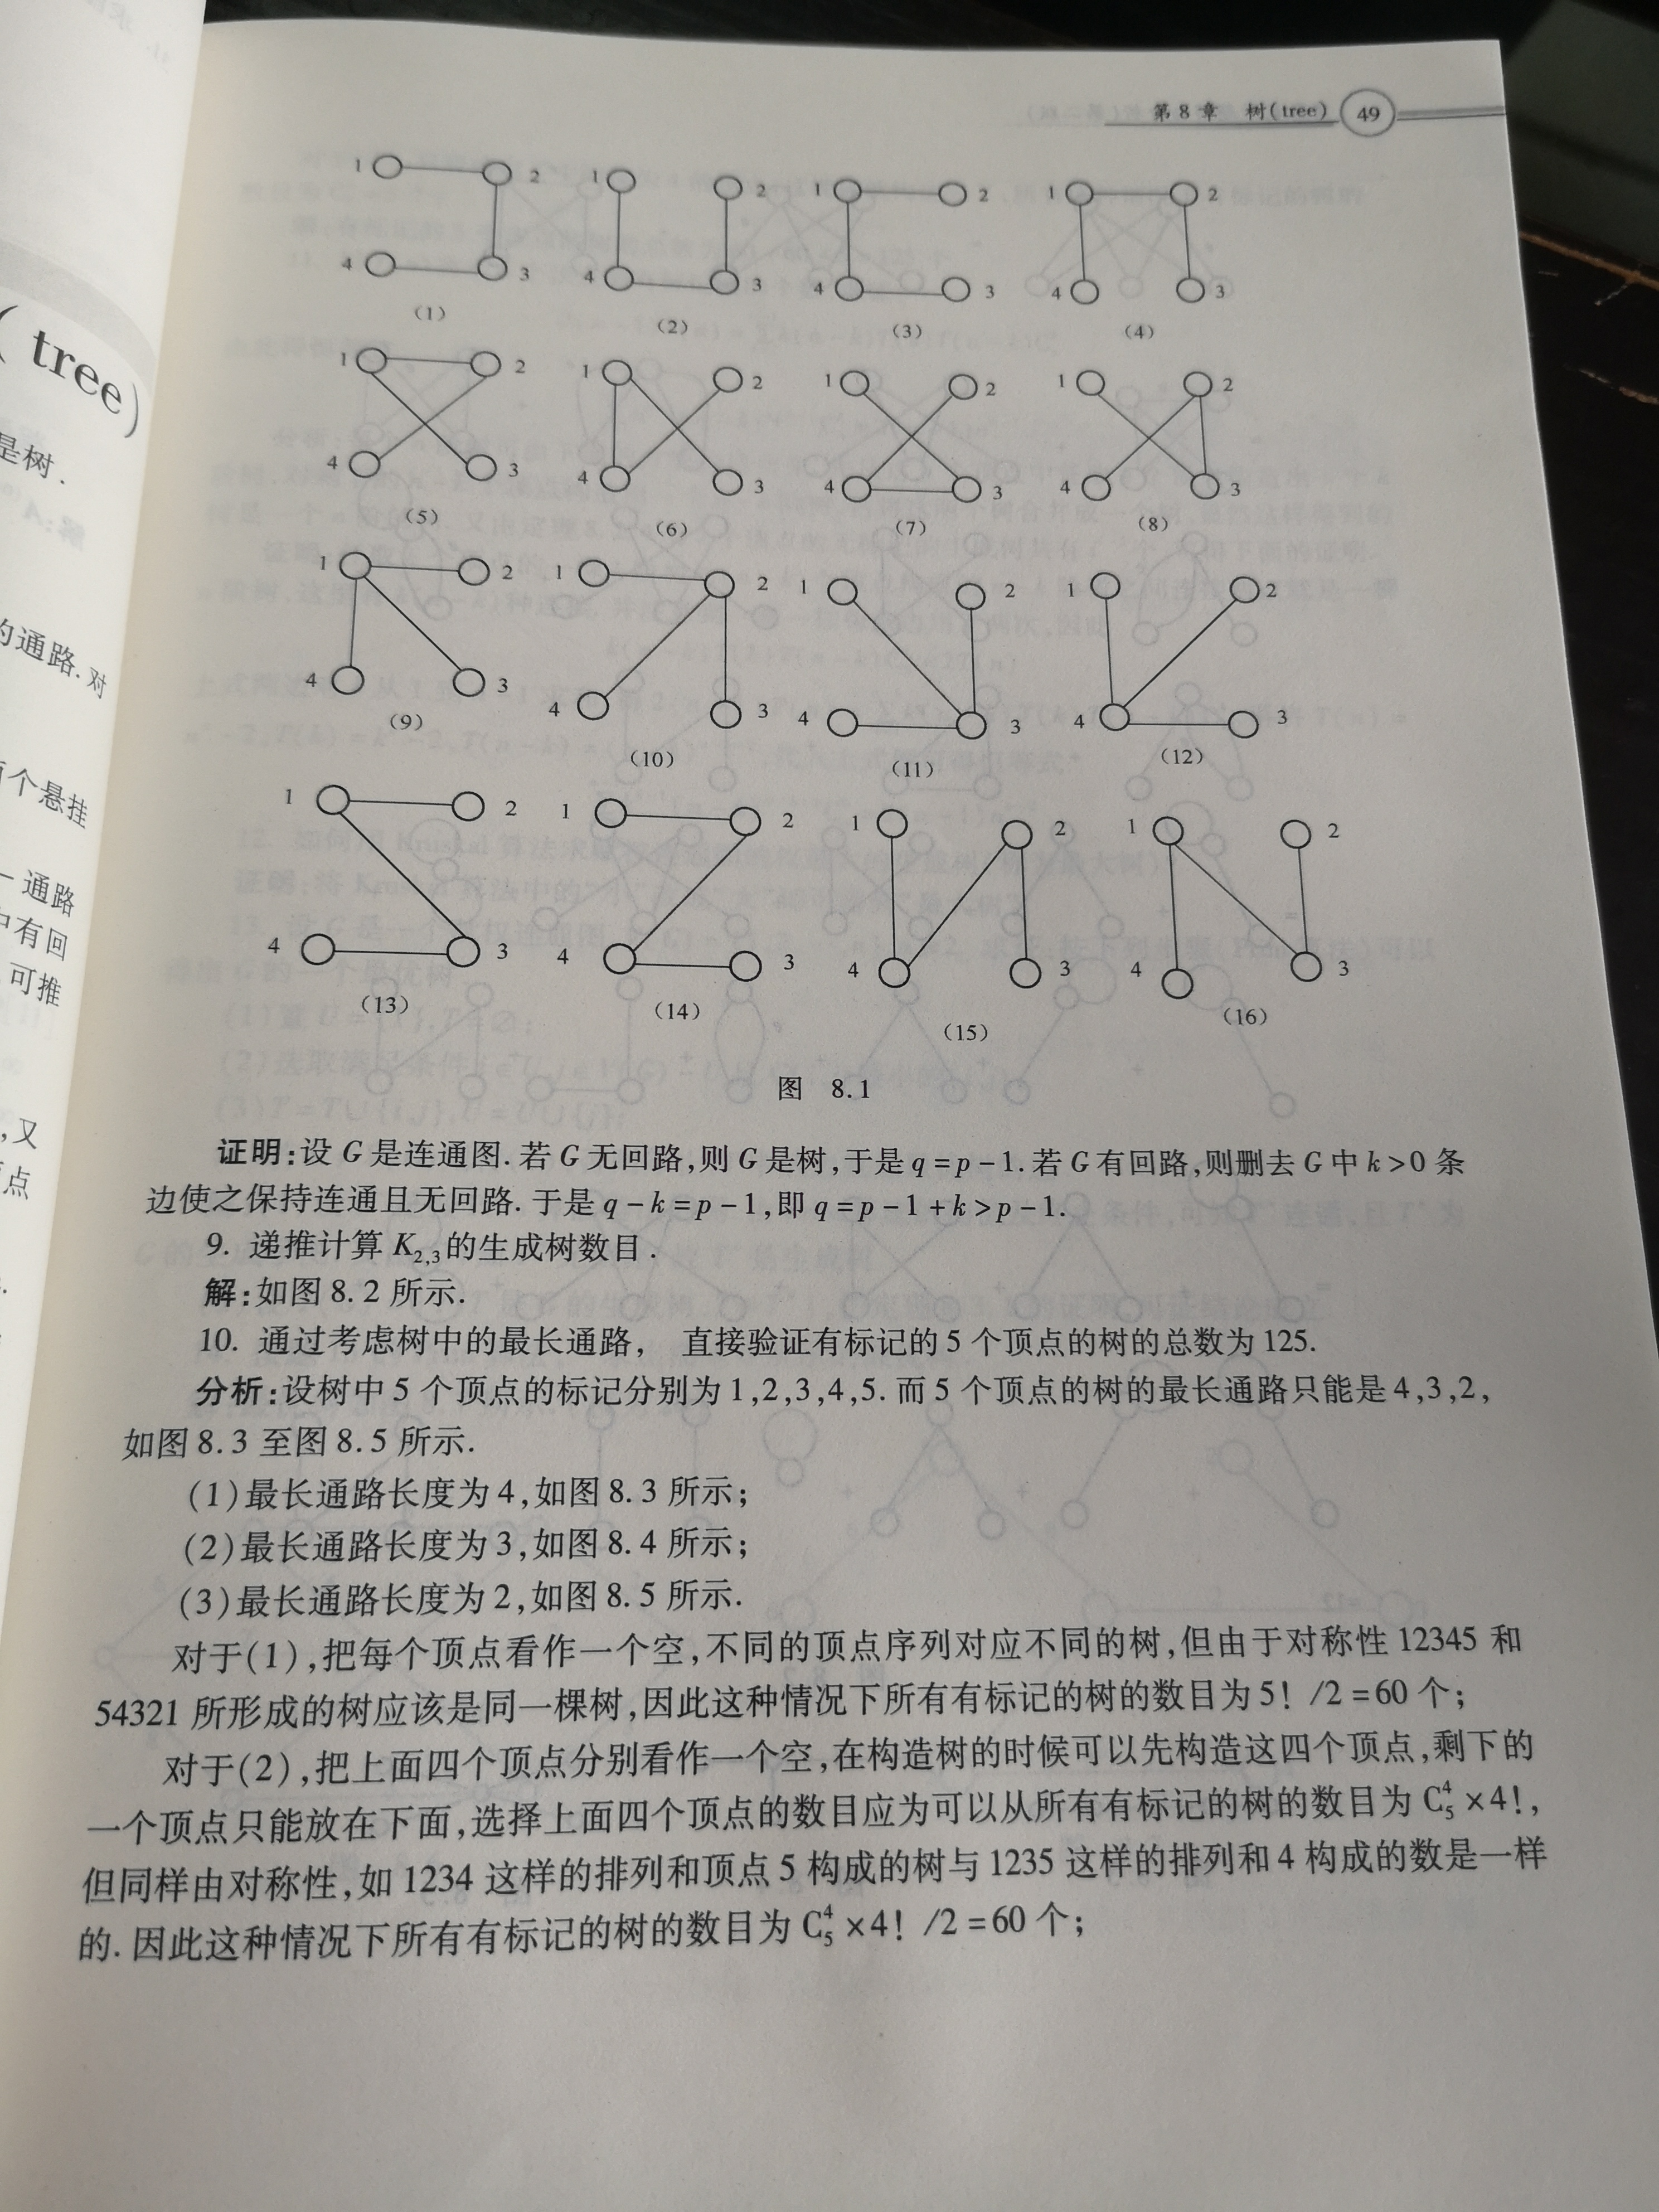 第8章 树(tree) 49
1 2 1 2 1 2 1 2
4 3 4 3 4 3 4 3
(1) (2) (3) (4)
1 2 1 2 1 2 1 2
4 3 4 3 4 3 4 3
(5) (6) (7) (8)
1 2 1 2 1 2 1 2
4 3 4 3 4 3 4 3
(9) (10) (11) (12)
1 2 1 2 1 2 1 2
4 3 4 3 4 3 4 3
(13) (14) (15) (16)
图 8.1
证明:设 G 是连通图.若 G 无回路,则 G 是树,于是 q=p-1.若 G 有回路,则删去 G 中 k>0 条
边使之保持连通且无回路.于是 q-k=p-1,即 q=p-1+k>p-1.
9. 递推计算 K2,3的生成树数目.
解:如图 8.2 所示.
10. 通过考虑树中的最长通路, 直接验证有标记的 5 个顶点的树的总数为 125.
分析:设树中 5 个顶点的标记分别为 1,2,3,4,5. 而 5 个顶点的树的最长通路只能是 4,3,2,
如图 8.3 至图 8.5 所示.
(1)最长通路长度为 4,如图 8.3 所示;
(2)最长通路长度为 3,如图 8.4 所示;
(3)最长通路长度为 2,如图 8.5 所示.
对于(1),把每个顶点看作一个空,不同的顶点序列对应不同的树,但由于对称性 12345 和
54321 所形成的树应该是同一棵树,因此这种情况下所有有标记的树的数目为 5! /2=60 个;
对于(2),把上面四个顶点分别看作一个空,在构造树的时候可以先构造这四个顶点,剩下的
一个顶点只能放在下面,选择上面四个顶点的数目应为可以从所有有标记的树的数目为 C₅⁴×4!,
但同样由对称性,如 1234 这样的排列和顶点 5 构成的树与 1235 这样的排列和 4 构成的数是一样
的.因此这种情况下所有有标记的树的数目为 C₅⁴×4! /2=60 个;
( tree)
是树.
的通路.对
个悬挂
通路
中有回
可推
,又
点